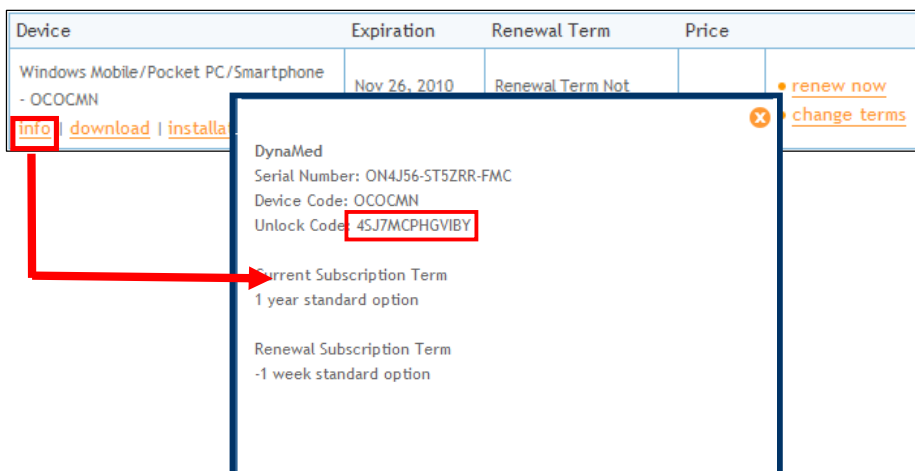 Device Expiration Renewal Term Price
Windows Mobile/Pocket PC/Smartphone
- OCOCMN
Nov 26, 2010 Renewal Term Not
• renew now
info | download |
• change terms
DynaMed
Serial Number: ON4J56-ST5ZRR-FMC
Device Code: OCOCMN
Unlock Code: 4SJ7MCPHGVIBY
Current Subscription Term
1 year standard option
Renewal Subscription Term
-1 week standard option